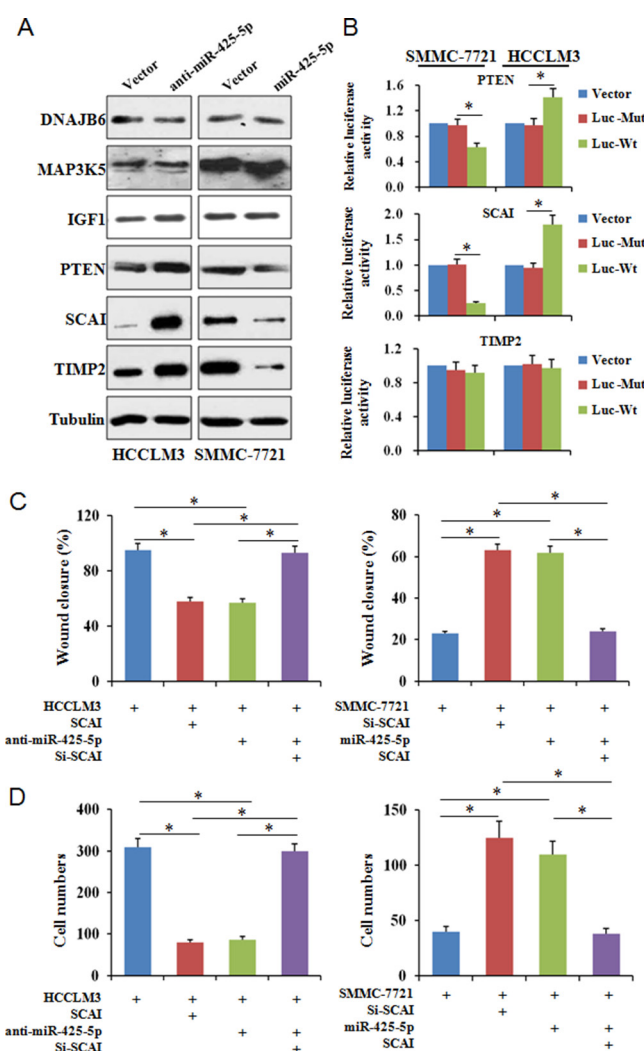 A
Vector
anti-miR-425-5p
Vector
miR-425-5p
DNAJB6
MAP3K5
IGF1
PTEN
SCAI
TIMP2
Tubulin
HCCLM3 SMMC-7721
B
SMMC-7721 HCCLM3
PTEN
Relative luciferase
activity
1.6
1.2
0.8
0.4
0.0
*
*
Vector
Luc -Mut
Luc-Wt
SCAI
Relative luciferase
activity
2.0
1.5
1.0
0.5
0.0
*
*
Vector
Luc -Mut
Luc-Wt
TIMP2
Relative luciferase
activity
1.2
0.9
0.6
0.3
0.0
Vector
Luc -Mut
Luc-Wt
C
Wound closure (%)
120
80
40
0
*
* * *
HCCLM3 + + + +
SCAI +
anti-miR-425-5p + +
Si-SCAI +
Wound closure (%)
80
60
40
20
0
*
*
* *
SMMC-7721 + + + +
Si-SCAI +
miR-425-5p + +
SCAI +
D
Cell numbers
400
300
200
100
0
*
* * *
HCCLM3 + + + +
SCAI +
anti-miR-425-5p + +
Si-SCAI +
Cell numbers
150
100
50
0
*
*
* *
SMMC-7721 + + + +
Si-SCAI +
miR-425-5p + +
SCAI +